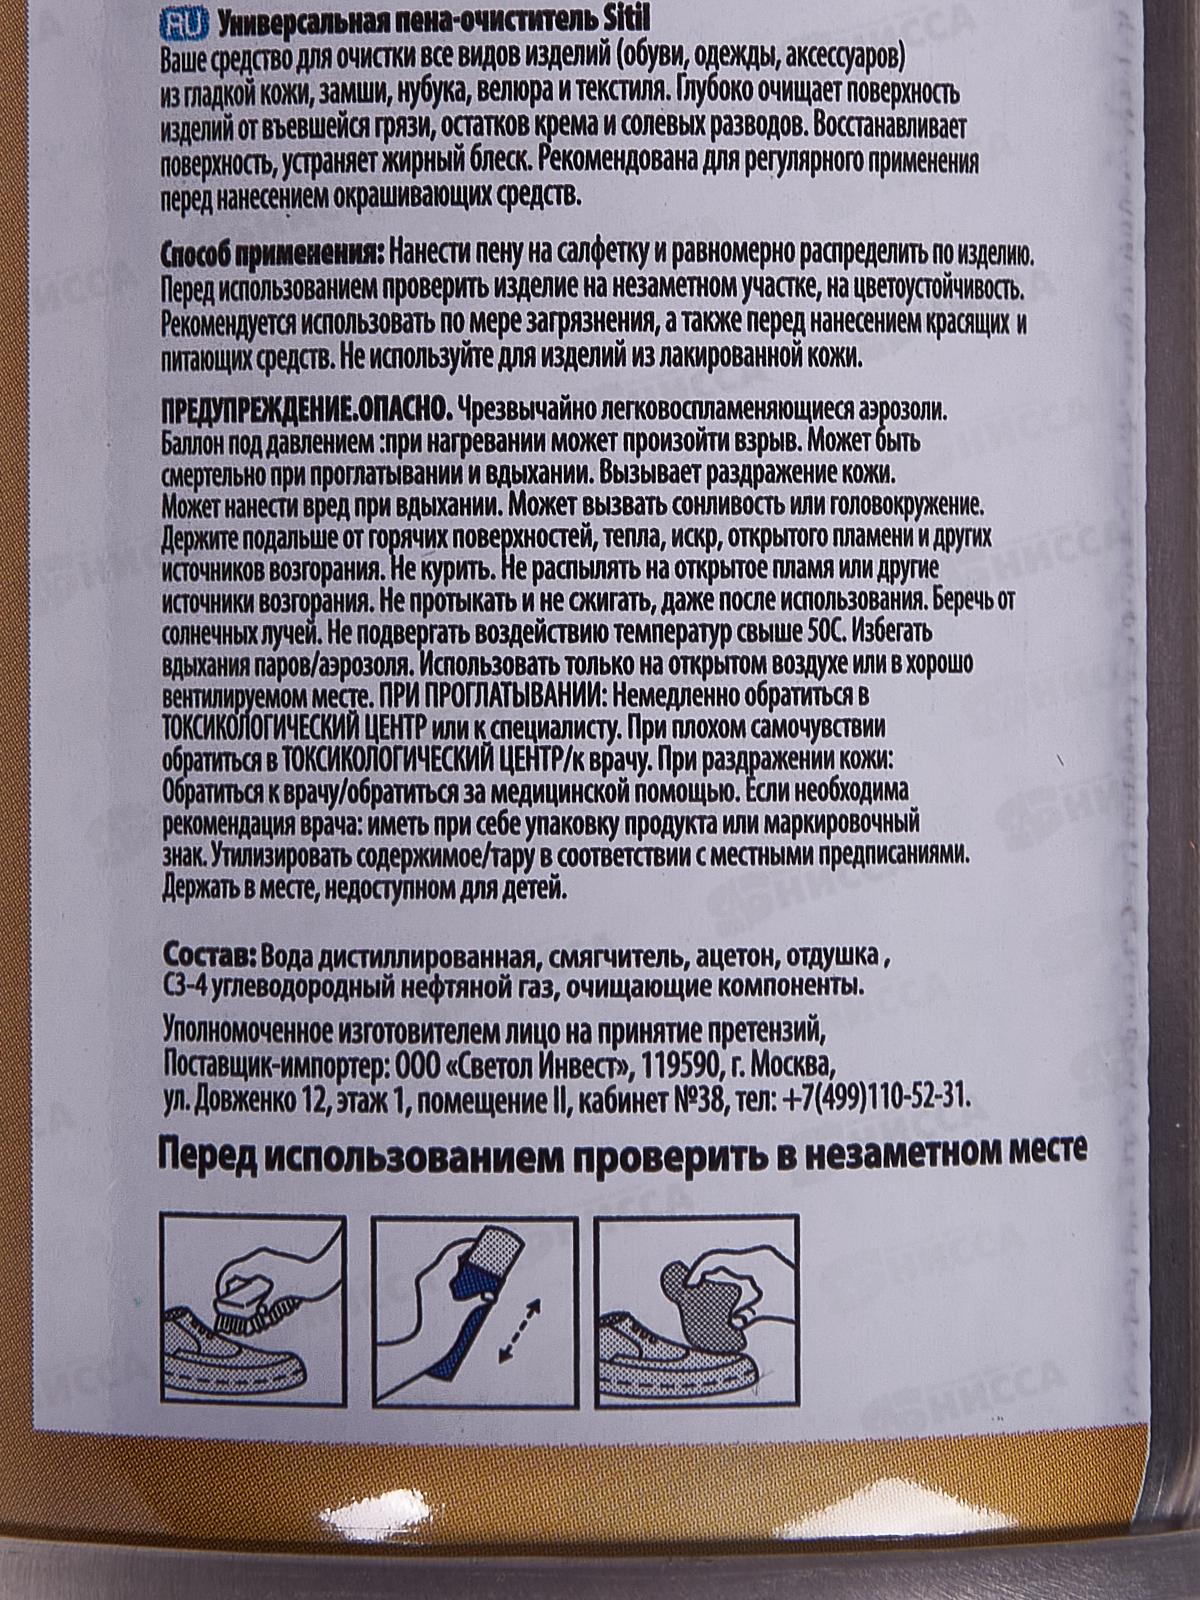 RU Универсальная пена-очиститель Sitil
Ваше средство для очистки все видов изделий (обуви, одежды, аксессуаров)
из гладкой кожи, замши, нубука, велюра и текстиля. Глубоко очищает поверхность
изделий от въевшейся грязи, остатков крема и солевых разводов. Восстанавливает
поверхность, устраняет жирный блеск. Рекомендована для регулярного применения
перед нанесением окрашивающих средств.
Способ применения: Нанести пену на салфетку и равномерно распределить по изделию.
Перед использованием проверить изделие на незаметном участке, на цветоустойчивость.
Рекомендуется использовать по мере загрязнения, а также перед нанесением красящих и
питающих средств. Не используйте для изделий из лакированной кожи.
ПРЕДУПРЕЖДЕНИЕ.ОПАСНО. Чрезвычайно легковоспламеняющиеся аэрозоли.
Баллон под давлением :при нагревании может произойти взрыв. Может быть
смертельно при проглатывании и вдыхании. Вызывает раздражение кожи.
Может нанести вред при вдыхании. Может вызвать сонливость или головокружение.
Держите подальше от горячих поверхностей, тепла, искр, открытого пламени и других
источников возгорания. Не курить. Не распылять на открытое пламя или другие
источники возгорания. Не протыкать и не сжигать, даже после использования. Беречь от
солнечных лучей. Не подвергать воздействию температур свыше 50С. Избегать
вдыхания паров/аэрозоля. Использовать только на открытом воздухе или в хорошо
вентилируемом месте. ПРИ ПРОГЛАТЫВАНИИ: Немедленно обратиться в
ТОКСИКОЛОГИЧЕСКИЙ ЦЕНТР или к специалисту. При плохом самочувствии
обратиться в ТОКСИКОЛОГИЧЕСКИЙ ЦЕНТР/к врачу. При раздражении кожи:
Обратиться к врачу/обратиться за медицинской помощью. Если необходима
рекомендация врача: иметь при себе упаковку продукта или маркировочный
знак. Утилизировать содержимое/тару в соответствии с местными предписаниями.
Держать в месте, недоступном для детей.
Состав: Вода дистиллированная, смягчитель, ацетон, отдушка ,
С3-4 углеводородный нефтяной газ, очищающие компоненты.
Уполномоченное изготовителем лицо на принятие претензий,
Поставщик-импортер: ООО «Светол Инвест», 119590, г. Москва,
ул. Довженко 12, этаж 1, помещение II, кабинет №38, тел: +7(499)110-52-31.
Перед использованием проверить в незаметном месте